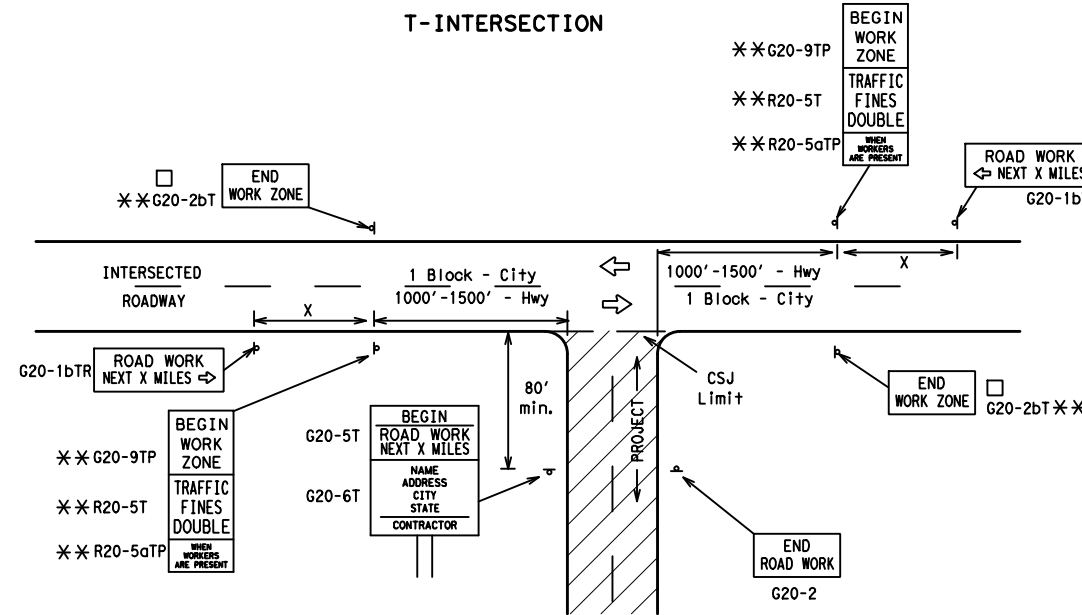 T-INTERSECTION
BEGIN
WORK
ZONE
TRAFFIC
FINES
DOUBLE
WHEN
WORKERS
ARE PRESENT
**G20-9TP
**R20-5T
**R20-5aTP
ROAD WORK
⇦ NEXT X MILES
G20-1b
□
**G20-2bT
END
WORK ZONE
INTERSECTED
ROADWAY
X
1 Block - City
1000'-1500' - Hwy
1000'-1500' - Hwy
1 Block - City
X
G20-1bTR
ROAD WORK
NEXT X MILES ⇨
** G20-9TP
** R20-5T
** R20-5aTP
BEGIN
WORK
ZONE
TRAFFIC
FINES
DOUBLE
WHEN
WORKERS
ARE PRESENT
G20-5T
G20-6T
BEGIN
ROAD WORK
NEXT X MILES
NAME
ADDRESS
CITY
STATE
CONTRACTOR
80'
min.
PROJECT
CSJ
Limit
END
WORK ZONE
□
G20-2bT **
END
ROAD WORK
G20-2